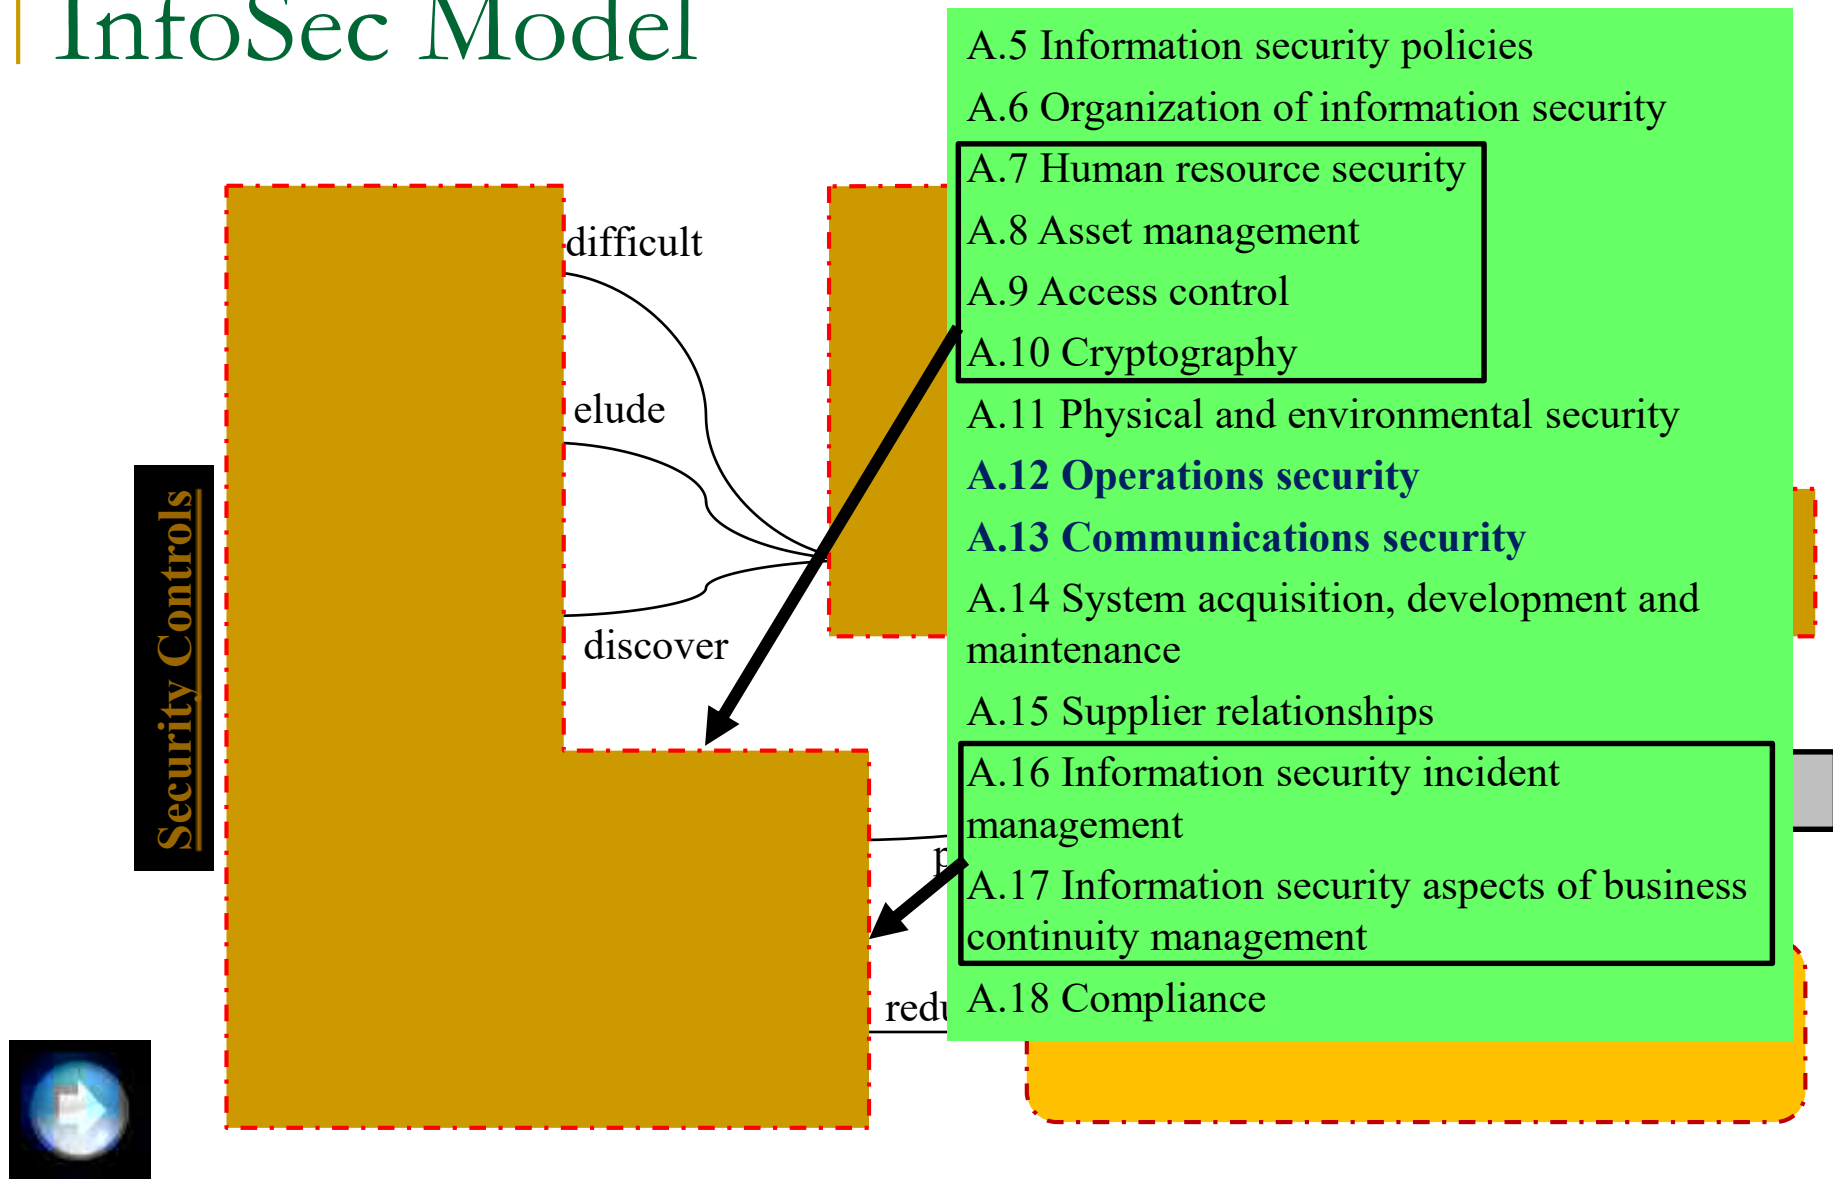 InfoSec Model
A.5 Information security policies
A.6 Organization of information security
A.7 Human resource security
A.8 Asset management
A.9 Access control
A.10 Cryptography
A.11 Physical and environmental security
A.12 Operations security
A.13 Communications security
A.14 System acquisition, development and
maintenance
A.15 Supplier relationships
A.16 Information security incident
management
A.17 Information security aspects of business
continuity management
A.18 Compliance
difficult
elude
discover
Security Controls